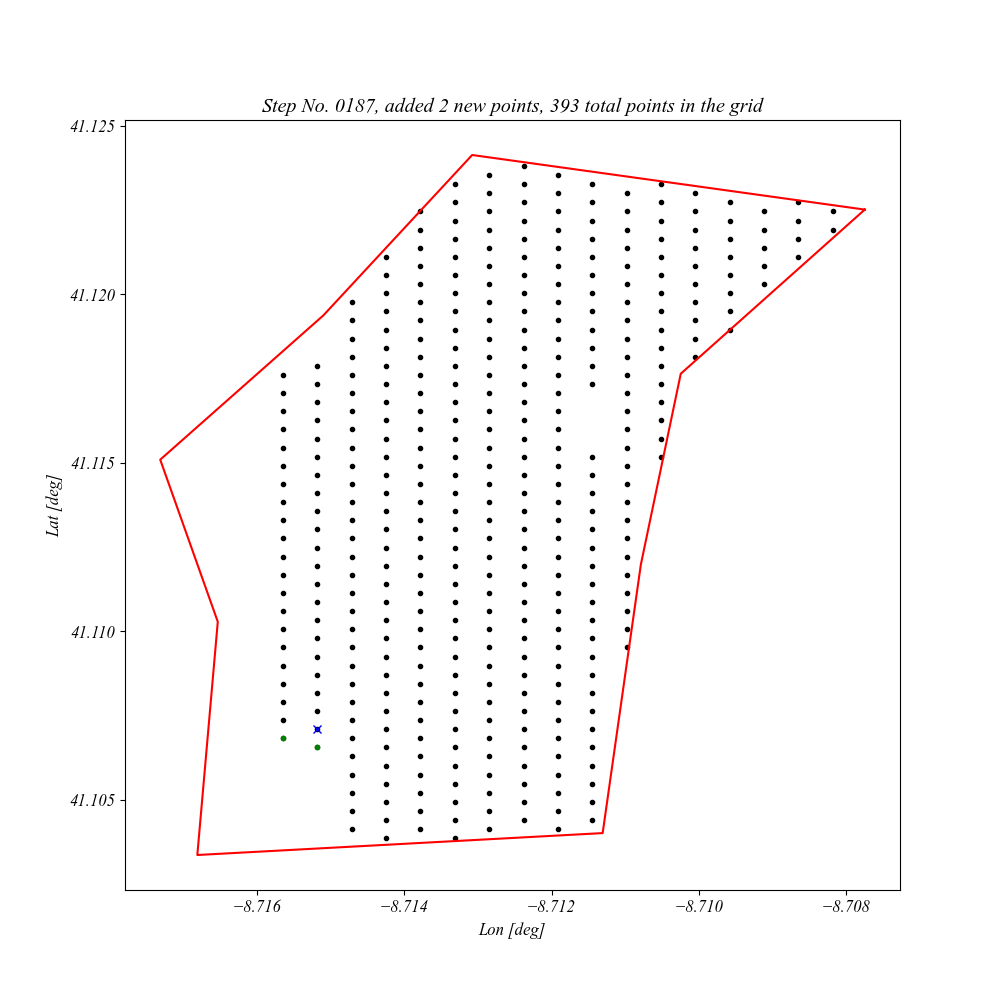 Step No. 0187, added 2 new points, 393 total points in the grid
41.125
41.120
41.115
41.110
41.105
Lat [deg]
−8.716 −8.714 −8.712 −8.710 −8.708
Lon [deg]